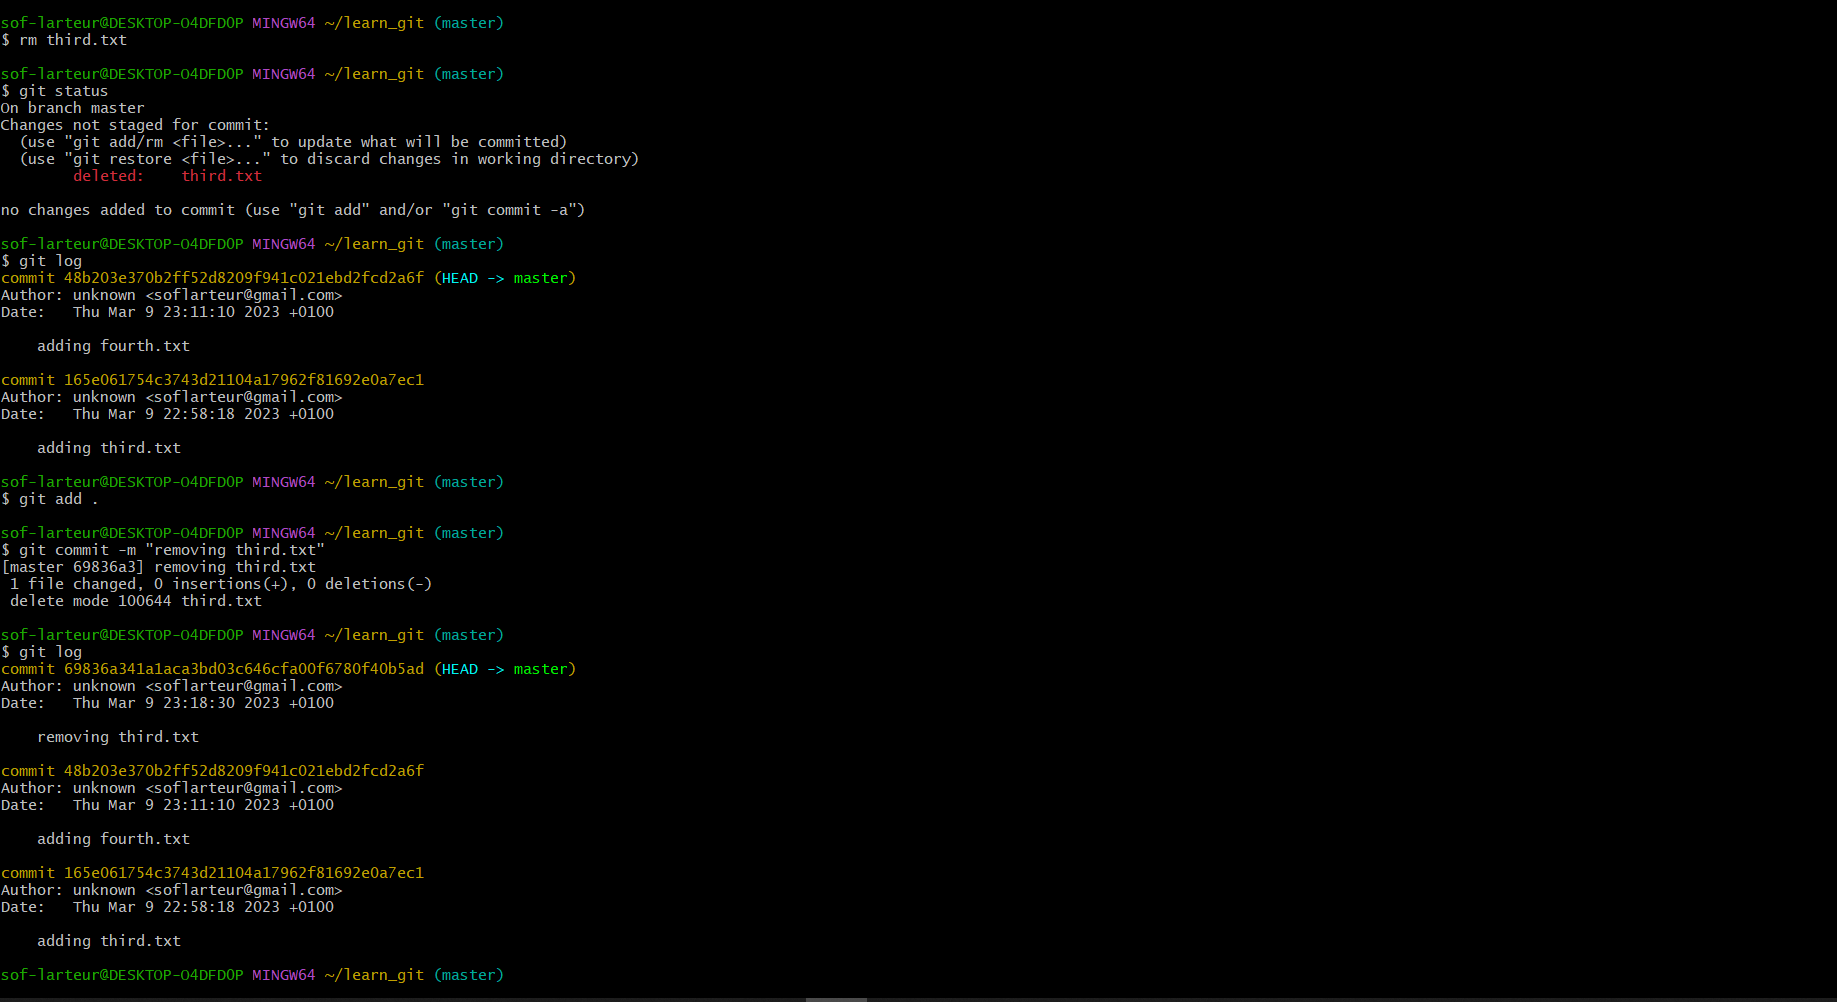 sof-larteur@DESKTOP-O4DFD0P MINGW64 ~/learn_git (master)
$ rm third.txt
sof-larteur@DESKTOP-O4DFD0P MINGW64 ~/learn_git (master)
$ git status
On branch master
Changes not staged for commit:
  (use "git add/rm <file>..." to update what will be committed)
  (use "git restore <file>..." to discard changes in working directory)
        deleted:    third.txt
no changes added to commit (use "git add" and/or "git commit -a")
sof-larteur@DESKTOP-O4DFD0P MINGW64 ~/learn_git (master)
$ git log
commit 48b203e370b2ff52d8209f941c021ebd2fcd2a6f (HEAD -> master)
Author: unknown <soflarteur@gmail.com>
Date:   Thu Mar 9 23:11:10 2023 +0100
    adding fourth.txt
commit 165e061754c3743d21104a17962f81692e0a7ec1
Author: unknown <soflarteur@gmail.com>
Date:   Thu Mar 9 22:58:18 2023 +0100
    adding third.txt
sof-larteur@DESKTOP-O4DFD0P MINGW64 ~/learn_git (master)
$ git add .
sof-larteur@DESKTOP-O4DFD0P MINGW64 ~/learn_git (master)
$ git commit -m "removing third.txt"
[master 69836a3] removing third.txt
 1 file changed, 0 insertions(+), 0 deletions(-)
 delete mode 100644 third.txt
sof-larteur@DESKTOP-O4DFD0P MINGW64 ~/learn_git (master)
$ git log
commit 69836a341a1aca3bd03c646cfa00f6780f40b5ad (HEAD -> master)
Author: unknown <soflarteur@gmail.com>
Date:   Thu Mar 9 23:18:30 2023 +0100
    removing third.txt
commit 48b203e370b2ff52d8209f941c021ebd2fcd2a6f
Author: unknown <soflarteur@gmail.com>
Date:   Thu Mar 9 23:11:10 2023 +0100
    adding fourth.txt
commit 165e061754c3743d21104a17962f81692e0a7ec1
Author: unknown <soflarteur@gmail.com>
Date:   Thu Mar 9 22:58:18 2023 +0100
    adding third.txt
sof-larteur@DESKTOP-O4DFD0P MINGW64 ~/learn_git (master)